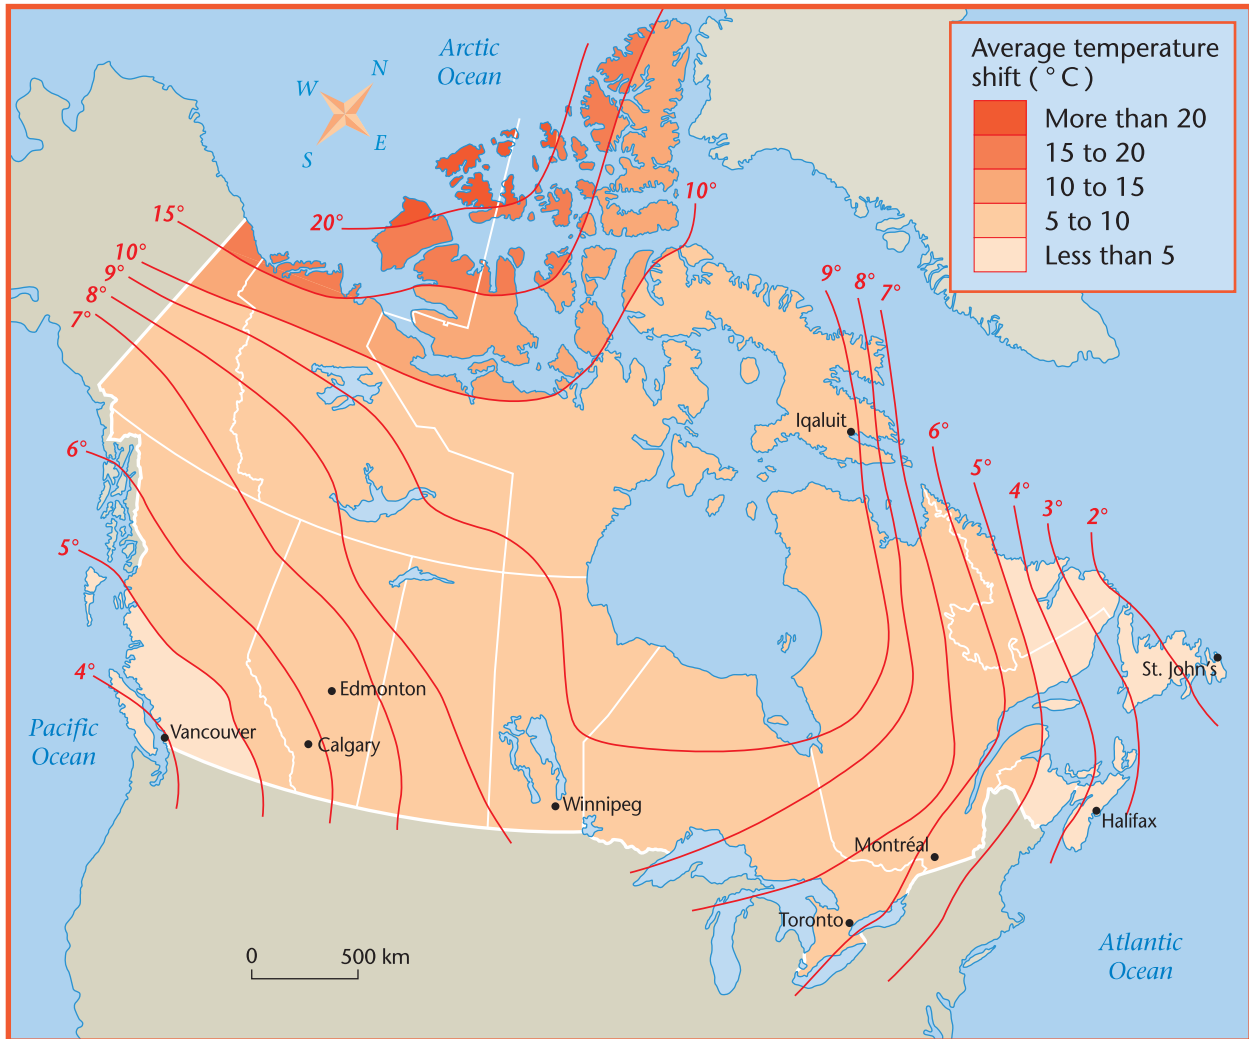 Arctic
Ocean
N
W
E
S
Average temperature
shift (°C)
More than 20
15 to 20
10 to 15
5 to 10
Less than 5
15°
20°
10°
10°
9°
8°
7°
9°
8°
7°
6°
5°
4°
6°
5°
4°
3°
2°
Iqaluit
Edmonton
Vancouver
Calgary
Winnipeg
St. John's
Pacific
Ocean
Montréal
Halifax
Toronto
0 500 km
Atlantic
Ocean